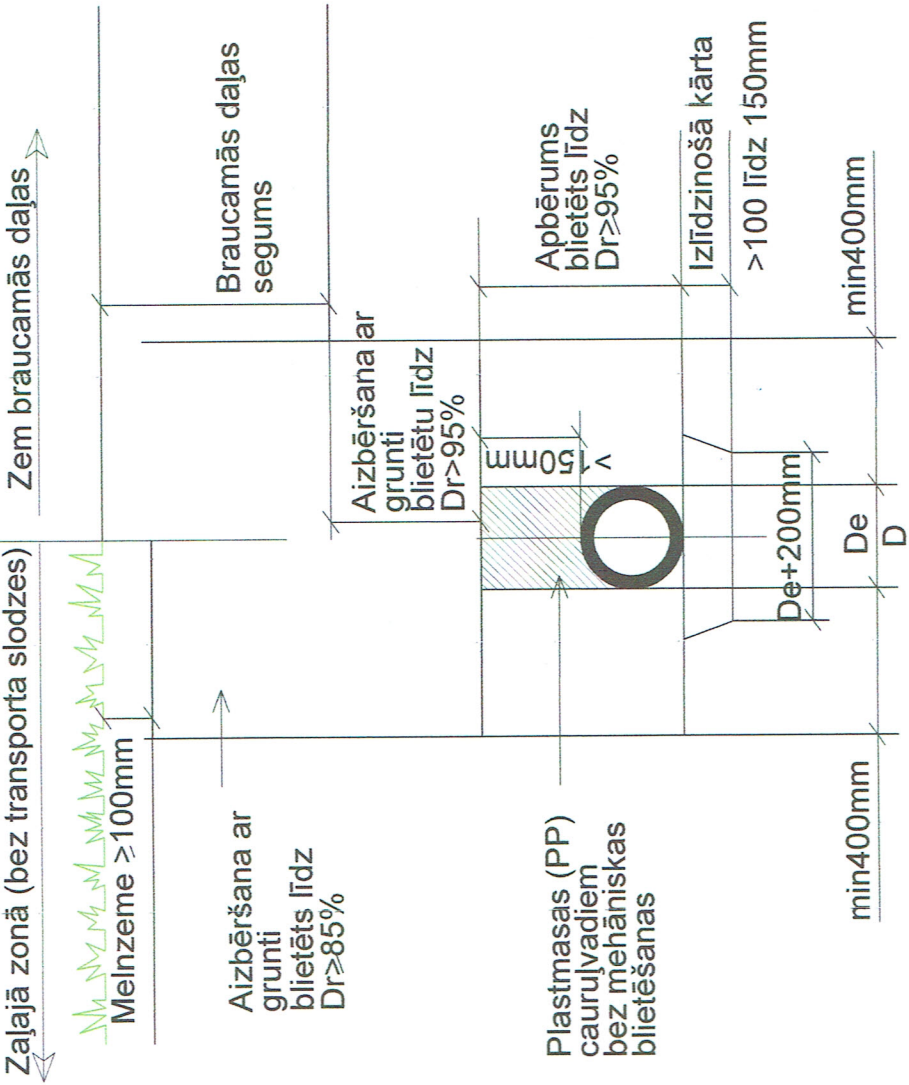 Zaļajā zonā (bez transporta slodzes)
Zem braucamās daļas
Melnzeme ≥100mm
Braucamās daļas
segums
Aizbēršana ar
grunti
blietēts līdz
Dr≥85%
Aizbēršana ar
grunti
blietētu līdz
Dr>95%
Plastmasas (PP)
cauruļvadiem
bez mehāniskas
blietēšanas
>150mm
Apbērums
blietēts līdz
Dr≥95%
Izlīdzinošā kārta
>100 līdz 150mm
De+200mm
min400mm
De
D
min400mm